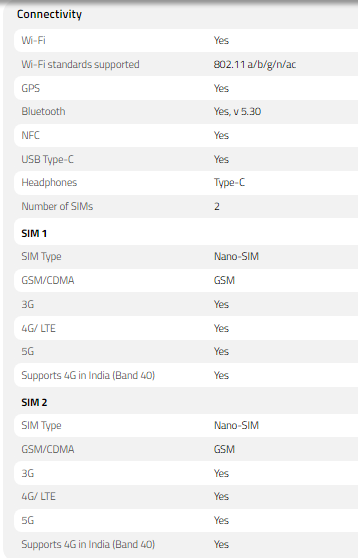 Connectivity
Wi-Fi Yes
Wi-Fi standards supported 802.11 a/b/g/n/ac
GPS Yes
Bluetooth Yes, v 5.30
NFC Yes
USB Type-C Yes
Headphones Type-C
Number of SIMs 2
SIM 1
SIM Type Nano-SIM
GSM/CDMA GSM
3G Yes
4G/ LTE Yes
5G Yes
Supports 4G in India (Band 40) Yes
SIM 2
SIM Type Nano-SIM
GSM/CDMA GSM
3G Yes
4G/ LTE Yes
5G Yes
Supports 4G in India (Band 40) Yes